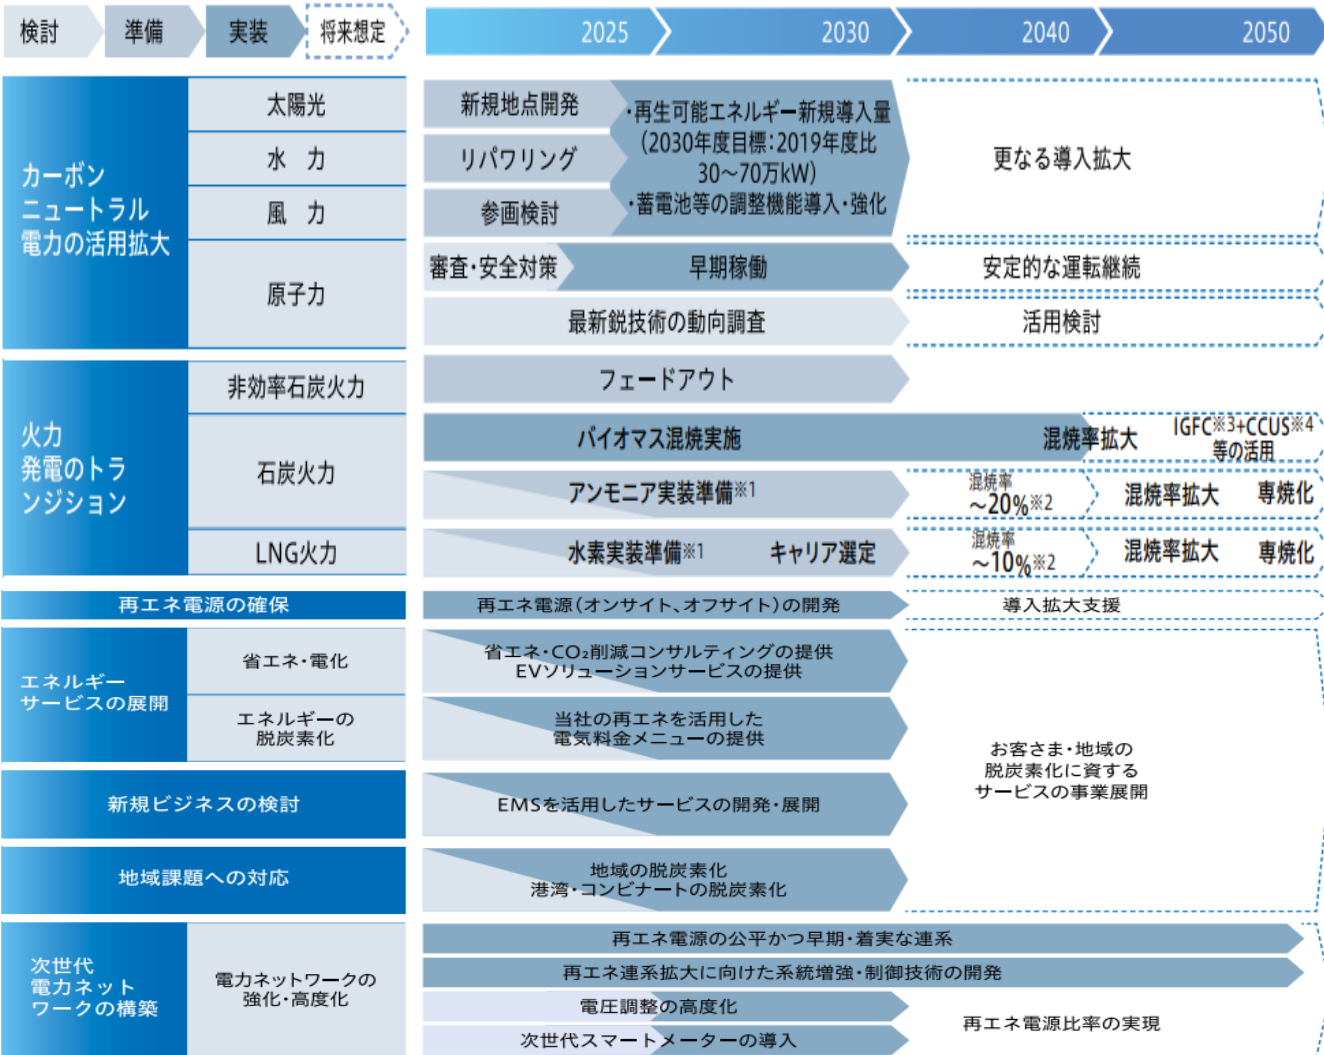 検討
準備
実装
将来想定
2025
2030
2040
2050
カーボン
ニュートラル
電力の活用拡大
太陽光
水 力
風 力
原子力
新規地点開発
リパワリング
参画検討
・再生可能エネルギー新規導入量
(2030年度目標:2019年度比
30～70万kW)
・蓄電池等の調整機能導入・強化
更なる導入拡大
審査・安全対策
早期稼働
安定的な運転継続
最新鋭技術の動向調査
活用検討
火力
発電のトラ
ンジション
非効率石炭火力
石炭火力
LNG火力
フェードアウト
バイオマス混焼実施
混焼率拡大
IGFC※3+CCUS※4
等の活用
アンモニア実装準備※1
混焼率
～20%※2
混焼率拡大
専焼化
水素実装準備※1
キャリア選定
混焼率
～10%※2
混焼率拡大
専焼化
再エネ電源の確保
再エネ電源(オンサイト、オフサイト)の開発
導入拡大支援
エネルギー
サービスの展開
省エネ・電化
エネルギーの
脱炭素化
省エネ・CO₂削減コンサルティングの提供
EVソリューションサービスの提供
当社の再エネを活用した
電気料金メニューの提供
お客さま・地域の
脱炭素化に資する
サービスの事業展開
新規ビジネスの検討
EMSを活用したサービスの開発・展開
地域課題への対応
地域の脱炭素化
港湾・コンビナートの脱炭素化
次世代
電力ネット
ワークの構築
電力ネットワークの
強化・高度化
再エネ電源の公平かつ早期・着実な連系
再エネ連系拡大に向けた系統増強・制御技術の開発
電圧調整の高度化
次世代スマートメーターの導入
再エネ電源比率の実現